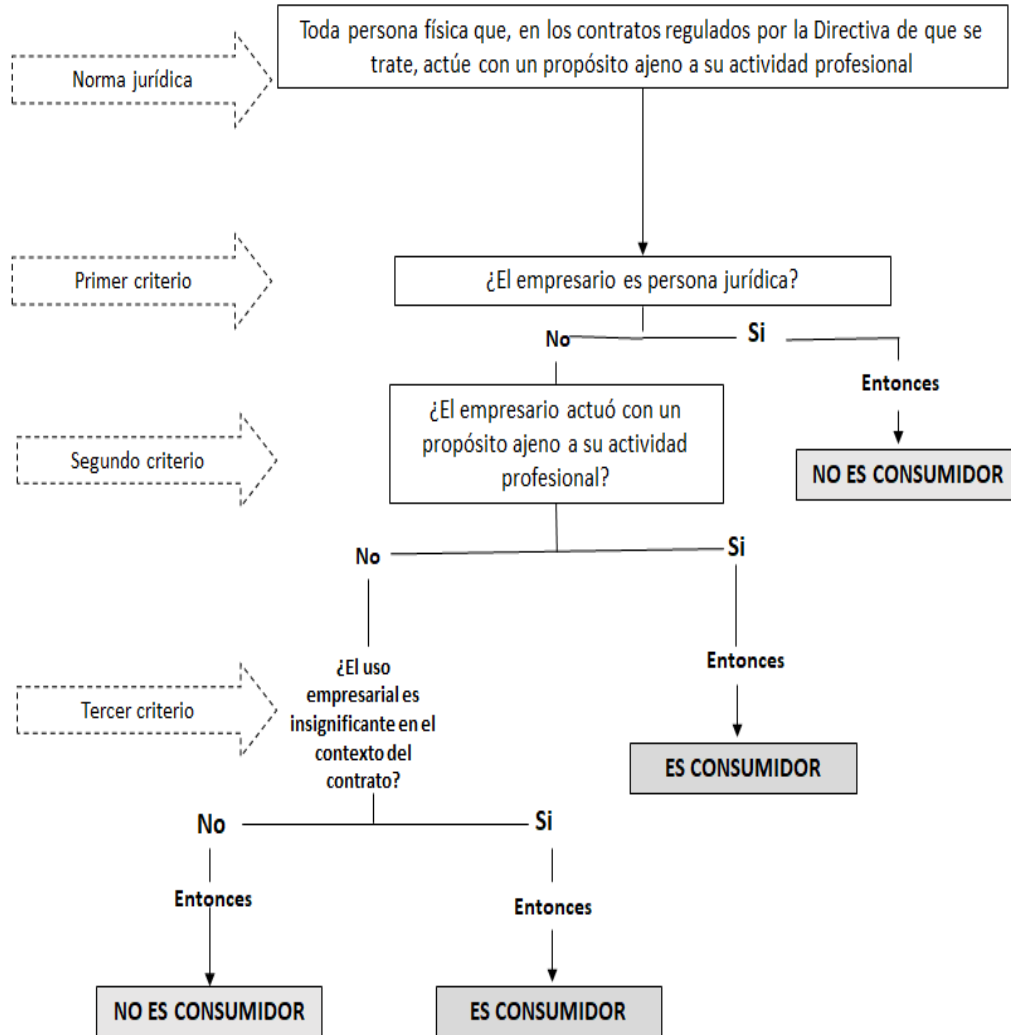 Toda persona física que, en los contratos regulados por la Directiva de que se
trate, actúe con un propósito ajeno a su actividad profesional
Norma jurídica
Primer criterio
¿El empresario es persona jurídica?
No
Si
Entonces
NO ES CONSUMIDOR
Segundo criterio
¿El empresario actuó con un
propósito ajeno a su actividad
profesional?
No
Si
Entonces
ES CONSUMIDOR
Tercer criterio
¿El uso
empresarial es
insignificante en el
contexto del
contrato?
No
Si
Entonces
Entonces
NO ES CONSUMIDOR
ES CONSUMIDOR